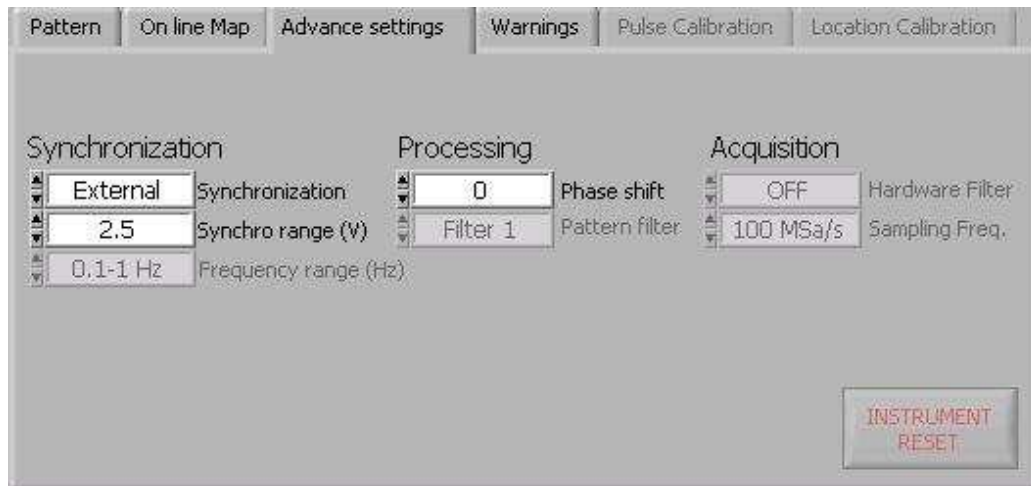 Pattern On line Map Advance settings Warnings Pulse Calibration Location Calibration
Synchronization Processing Acquisition
External Synchronization 0 Phase shift OFF Hardware Filter
2.5 Synchro range (V) Filter 1 Pattern filter 100 MSa/s Sampling Freq.
0.1-1 Hz Frequency range (Hz)
INSTRUMENT
RESET